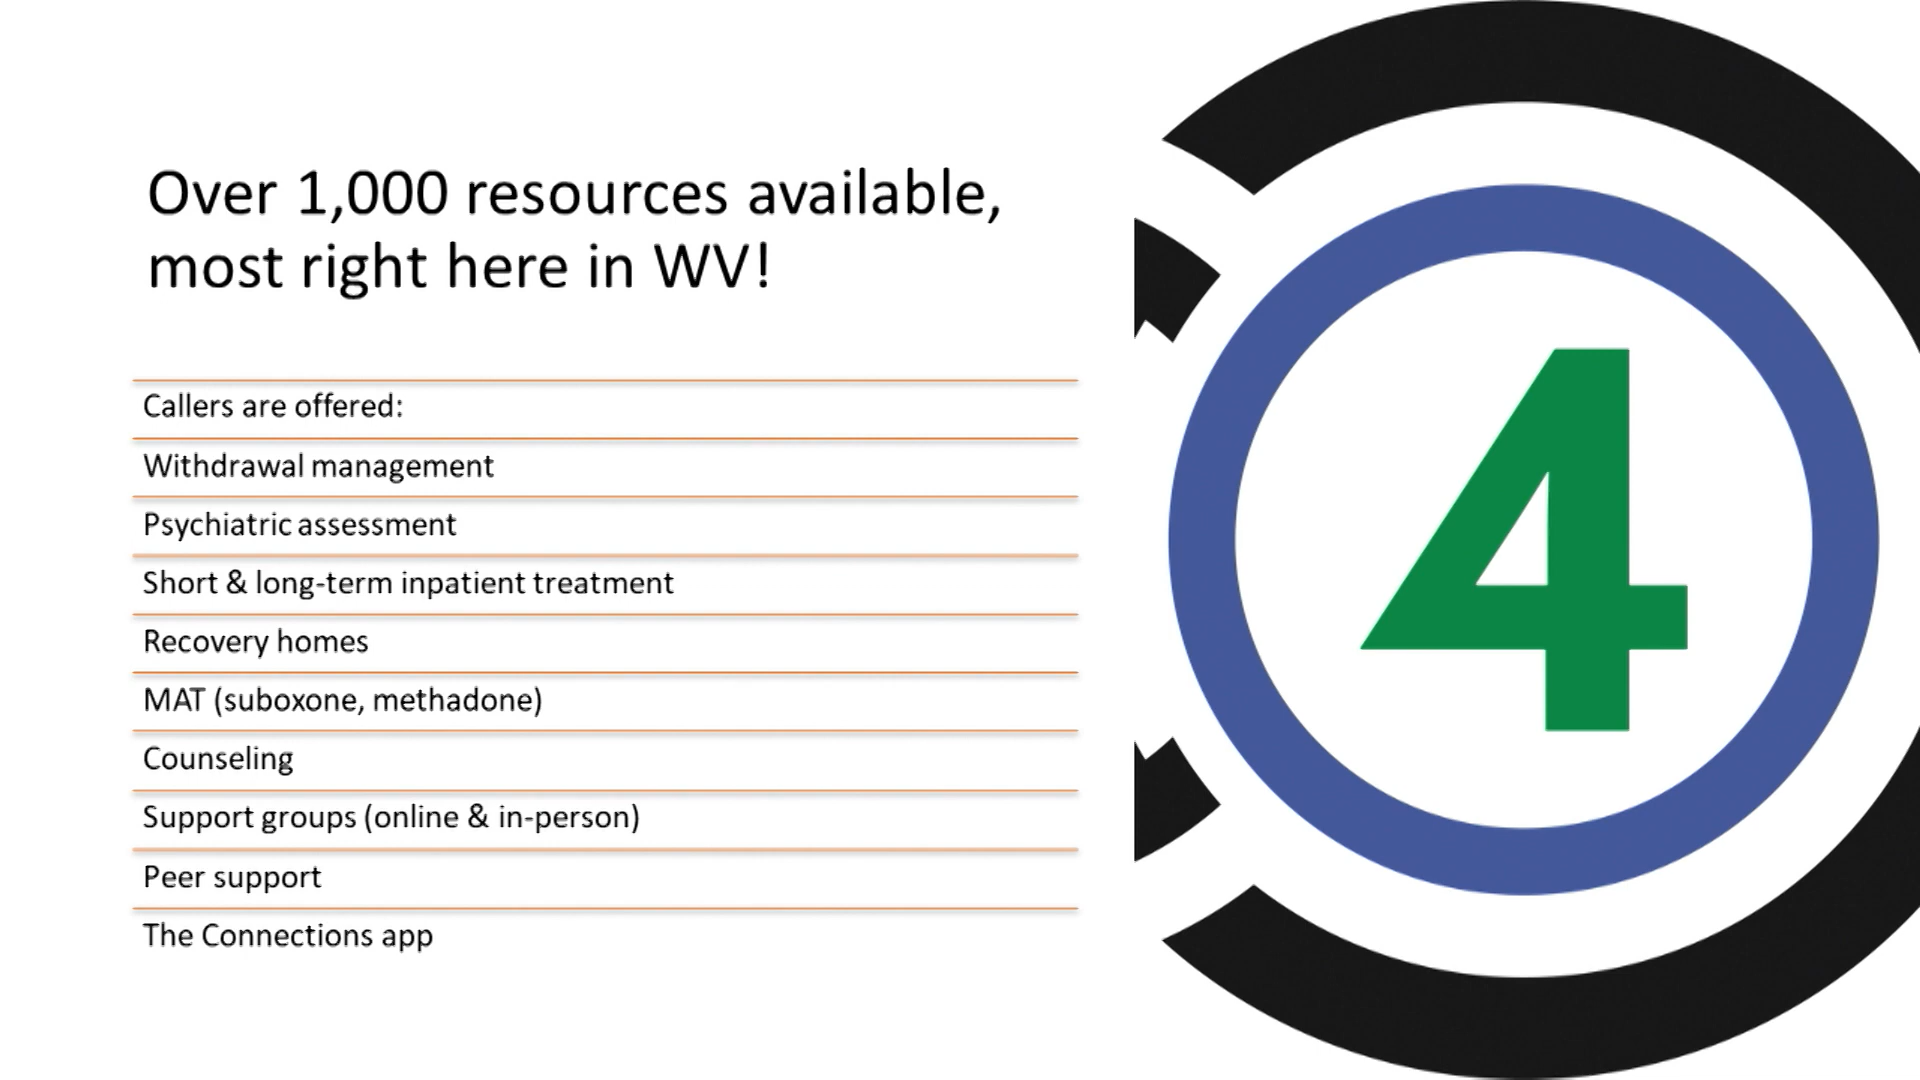 Over 1,000 resources available,
most right here in WV!
Callers are offered:
Withdrawal management
Psychiatric assessment
Short & long-term inpatient treatment
Recovery homes
MAT (suboxone, methadone)
Counseling
Support groups (online & in-person)
Peer support
The Connections app
4